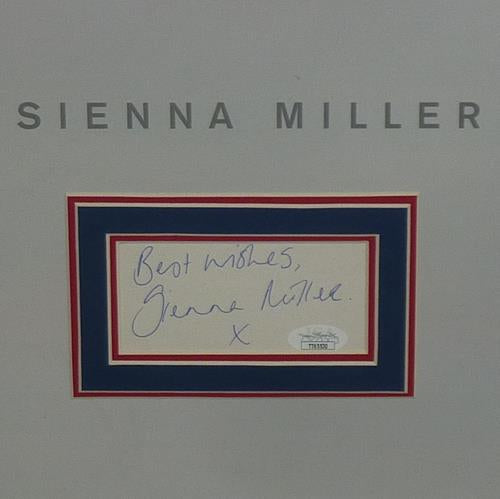 SIENNA MILLER
Best wishes,
Sienna Miller.
X